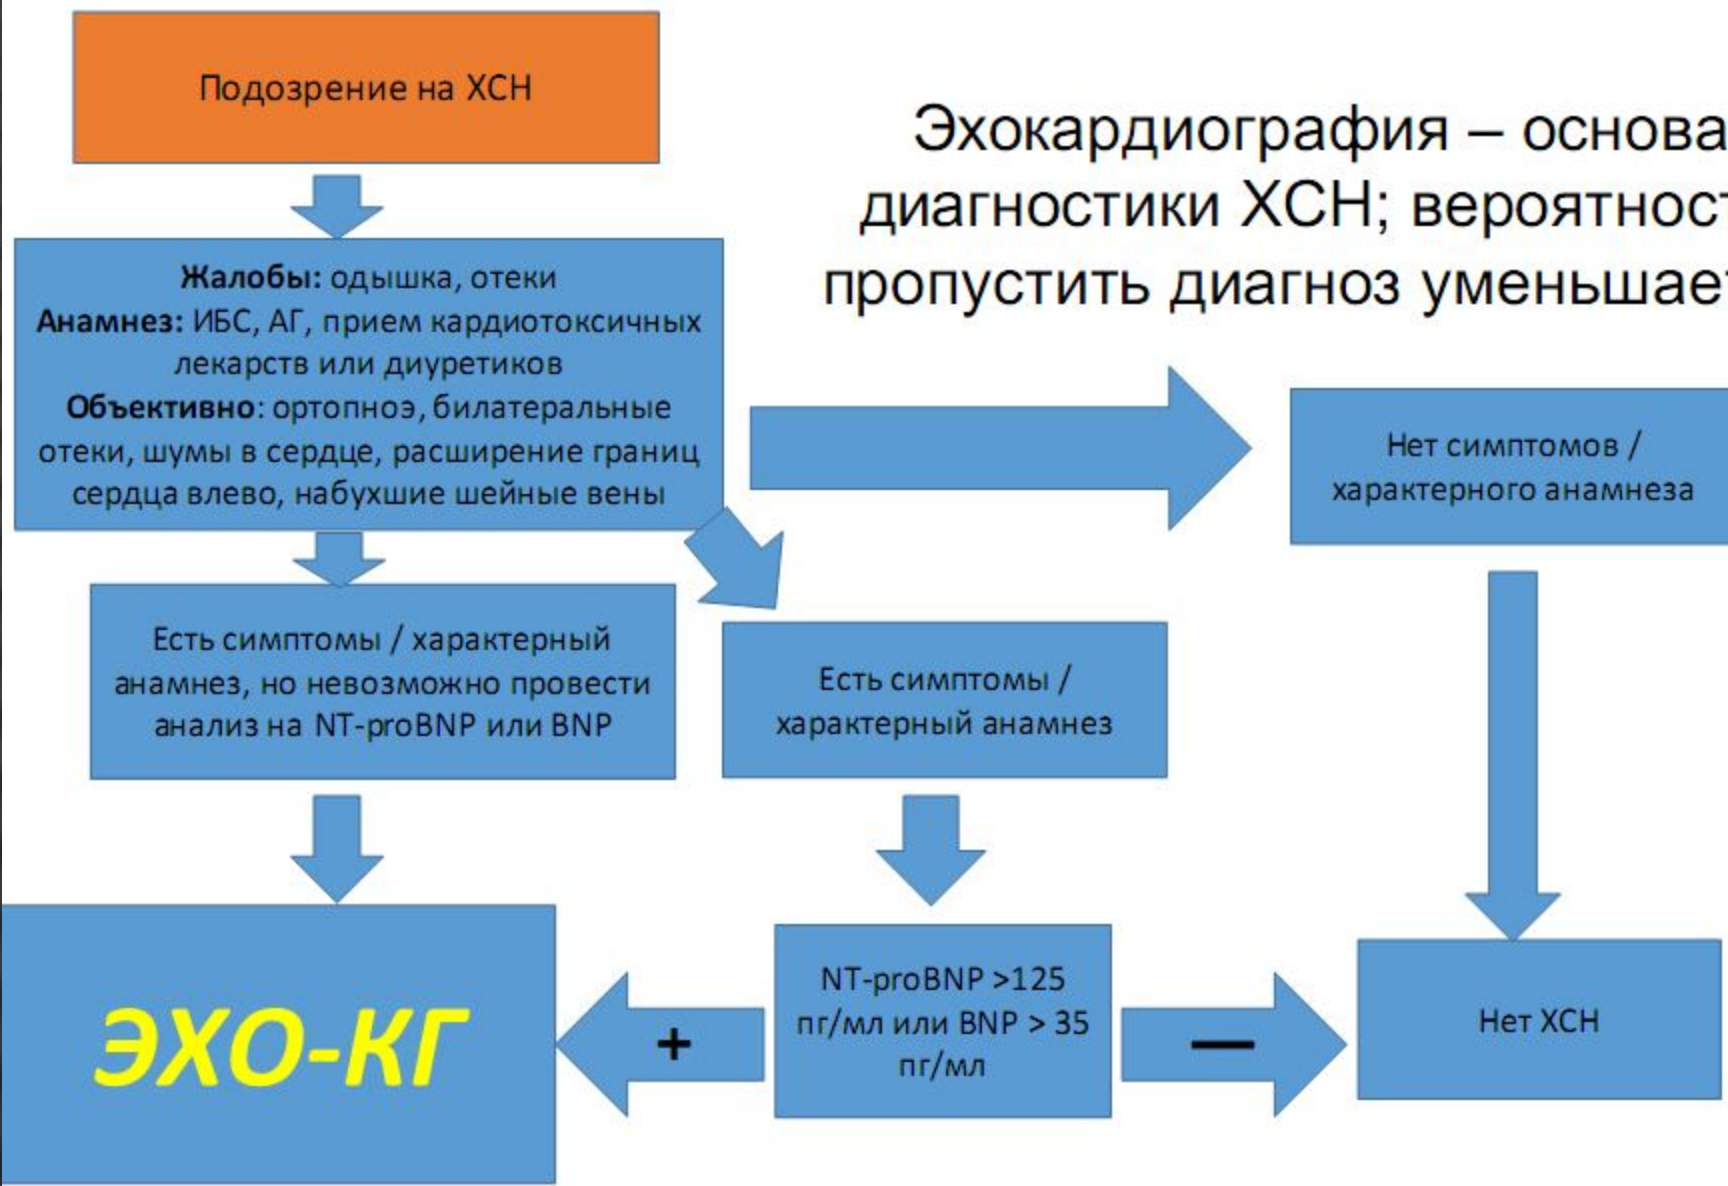 Подозрение на ХСН
Эхокардиография – основа
диагностики ХСН; вероятност
пропустить диагноз уменьшает
Жалобы: одышка, отеки
Анамнез: ИБС, АГ, прием кардиотоксичных
лекарств или диуретиков
Объективно: ортопноэ, билатеральные
отеки, шумы в сердце, расширение границ
сердца влево, набухшие шейные вены
Нет симптомов /
характерного анамнеза
Есть симптомы / характерный
анамнез, но невозможно провести
анализ на NT-proBNP или BNP
Есть симптомы /
характерный анамнез
ЭХО-КГ
+
NT-proBNP >125
пг/мл или BNP > 35
пг/мл
—
Нет ХСН